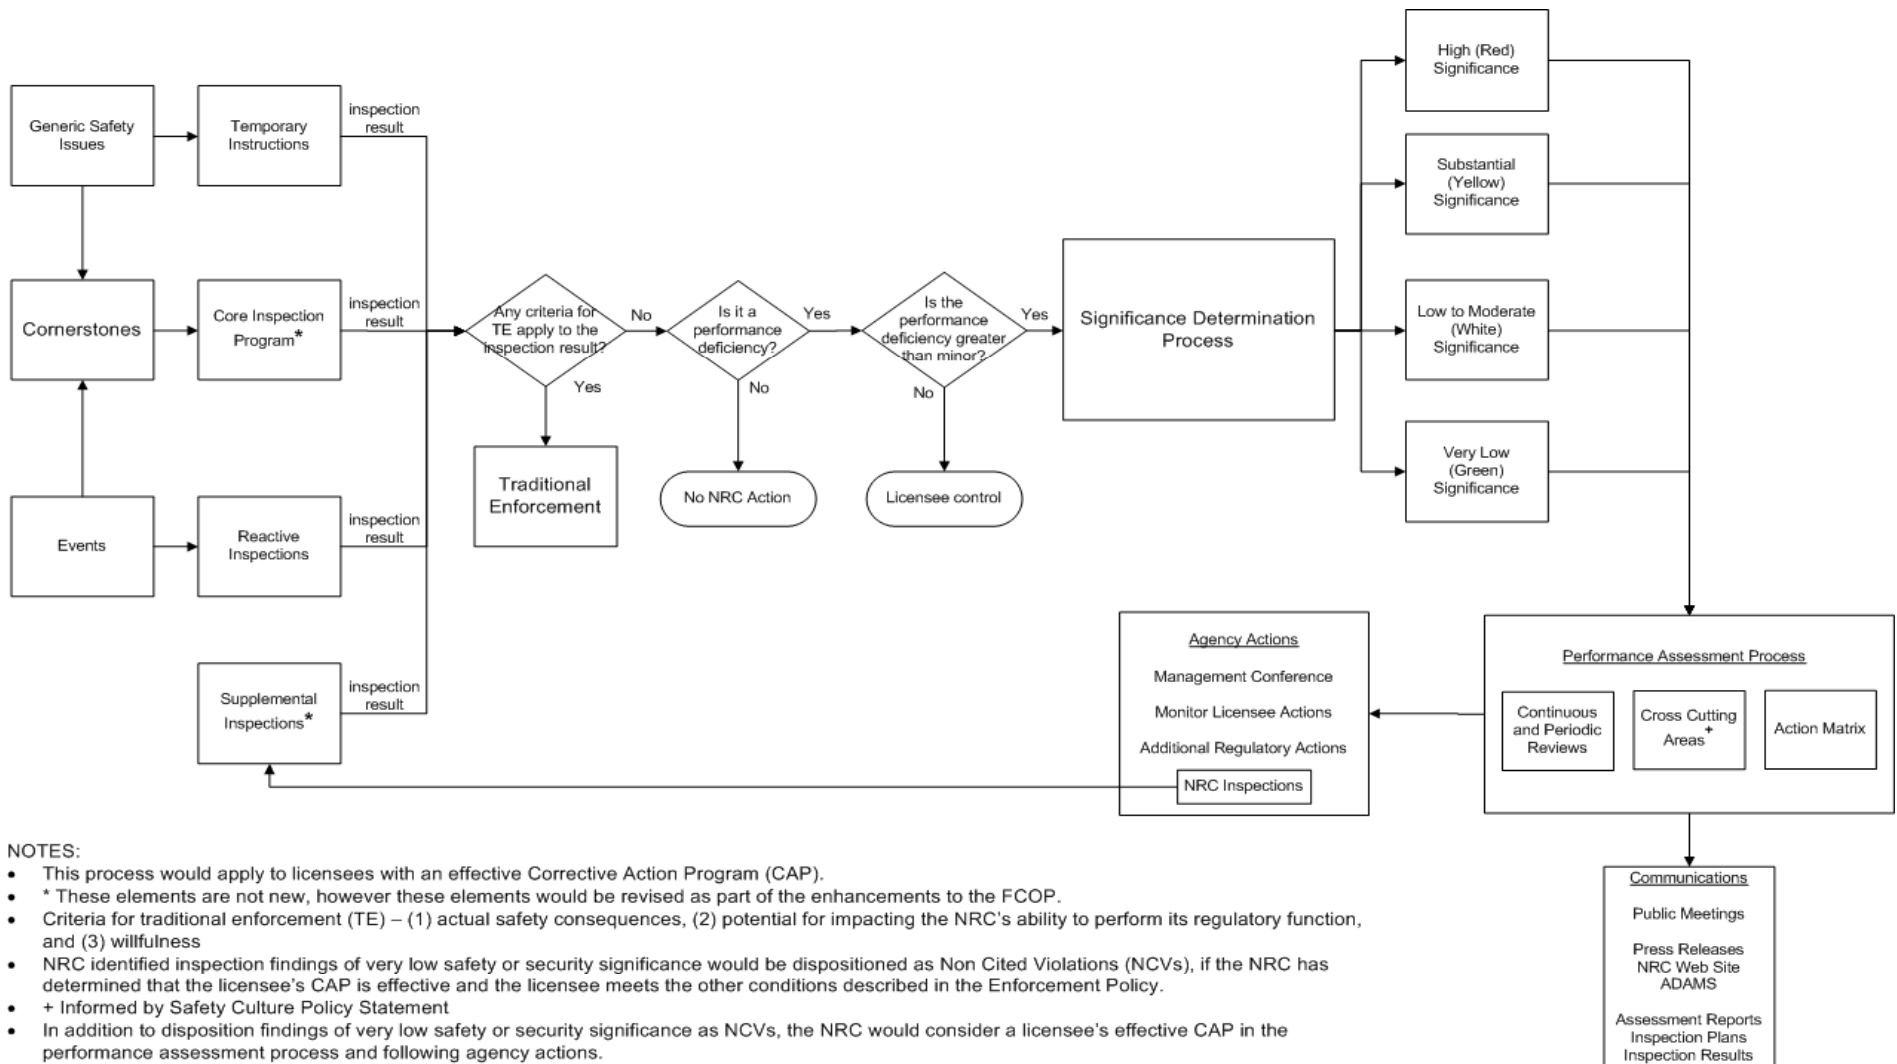 Generic Safety
Issues
Temporary
Instructions
inspection
result
Cornerstones
Core Inspection
Program*
inspection
result
Events
Reactive
Inspections
inspection
result
Supplemental
Inspections*
inspection
result
Any criteria for
TE apply to the
inspection result?
No
Yes
Traditional
Enforcement
Is it a
performance
deficiency?
Yes
No
No NRC Action
Is the
performance
deficiency greater
than minor?
Yes
No
Licensee control
Significance Determination
Process
High (Red)
Significance
Substantial
(Yellow)
Significance
Low to Moderate
(White)
Significance
Very Low
(Green)
Significance
Agency Actions
Management Conference
Monitor Licensee Actions
Additional Regulatory Actions
NRC Inspections
Performance Assessment Process
Continuous
and Periodic
Reviews
Cross Cutting
Areas+
Action Matrix
Communications
Public Meetings
Press Releases
NRC Web Site
ADAMS
Assessment Reports
Inspection Plans
Inspection Results
NOTES:
• This process would apply to licensees with an effective Corrective Action Program (CAP).
• * These elements are not new, however these elements would be revised as part of the enhancements to the FCOP.
• Criteria for traditional enforcement (TE) – (1) actual safety consequences, (2) potential for impacting the NRC's ability to perform its regulatory function,
and (3) willfulness
• NRC identified inspection findings of very low safety or security significance would be dispositioned as Non Cited Violations (NCVs), if the NRC has
determined that the licensee's CAP is effective and the licensee meets the other conditions described in the Enforcement Policy.
• + Informed by Safety Culture Policy Statement
• In addition to disposition findings of very low safety or security significance as NCVs, the NRC would consider a licensee's effective CAP in the
performance assessment process and following agency actions.